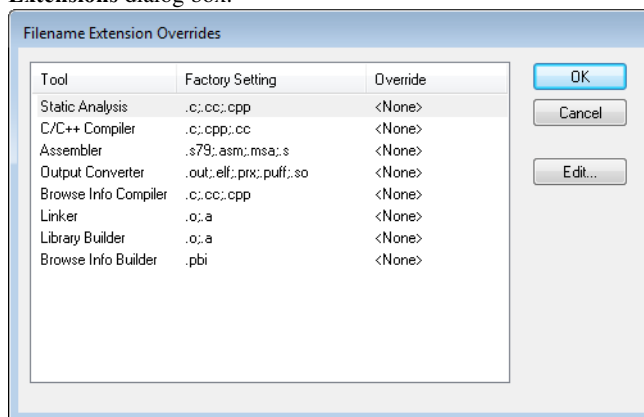 Extensions dialog box.
Filename Extension Overrides
Tool Factory Setting Override
Static Analysis .c;.cc;.cpp <None>
C/C++ Compiler .c;.cpp;.cc <None>
Assembler .s79;.asm;.msa;.s <None>
Output Converter .out;.elf;.prx;.puff;.so <None>
Browse Info Compiler .c;.cc;.cpp <None>
Linker .o;.a <None>
Library Builder .o;.a <None>
Browse Info Builder .pbi <None>
OK
Cancel
Edit...